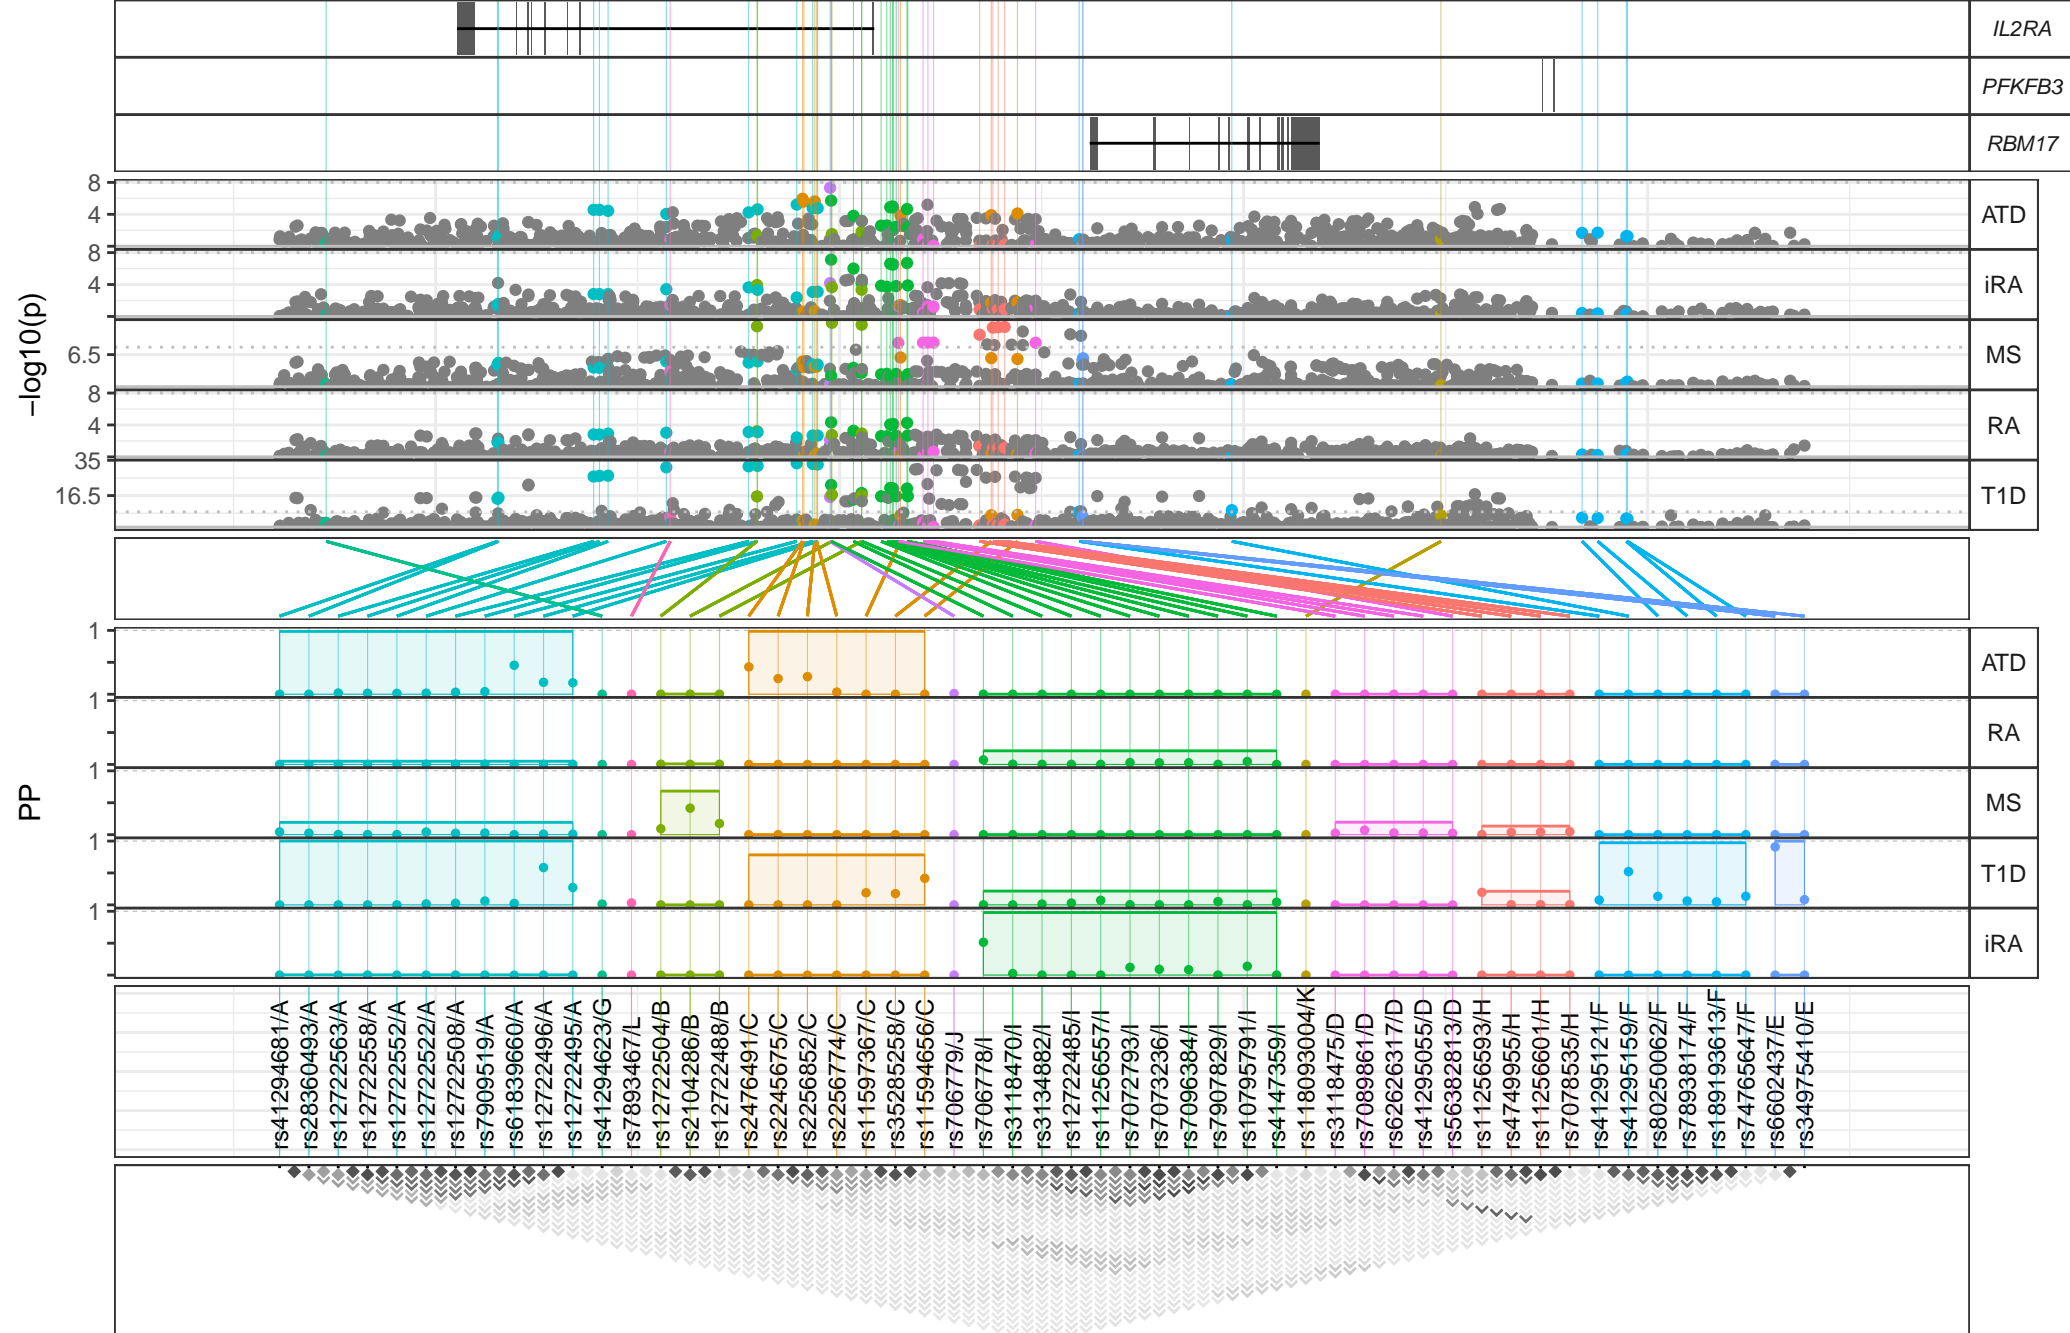 IL2RA
PFKFB3
RBM17
−log10(p)
8
4
ATD
8
4
iRA
6.5
MS
8
4
RA
35
16.5
T1D
PP
1
ATD
1
RA
1
MS
1
T1D
1
iRA
rs41294681/A
rs28360493/A
rs12722563/A
rs12722558/A
rs12722552/A
rs12722522/A
rs12722508/A
rs7909519/A
rs61839660/A
rs12722496/A
rs12722495/A
rs41294623/G
rs7893467/L
rs12722504/B
rs2104286/B
rs12722488/B
rs2476491/C
rs2245675/C
rs2256852/C
rs2256774/C
rs11597367/C
rs35285258/C
rs11594656/C
rs706779/J
rs706778/I
rs3118470/I
rs3134882/I
rs12722485/I
rs11256557/I
rs7072793/I
rs7073236/I
rs7096384/I
rs7907829/I
rs10795791/I
rs4147359/I
rs118093004/K
rs3118475/D
rs7089861/D
rs62626317/D
rs41295055/D
rs56382813/D
rs11256593/H
rs4749955/H
rs11256601/H
rs7078535/H
rs41295121/F
rs41295159/F
rs80250062/F
rs78938174/F
rs189193613/F
rs74765647/F
rs6602437/E
rs34975410/E